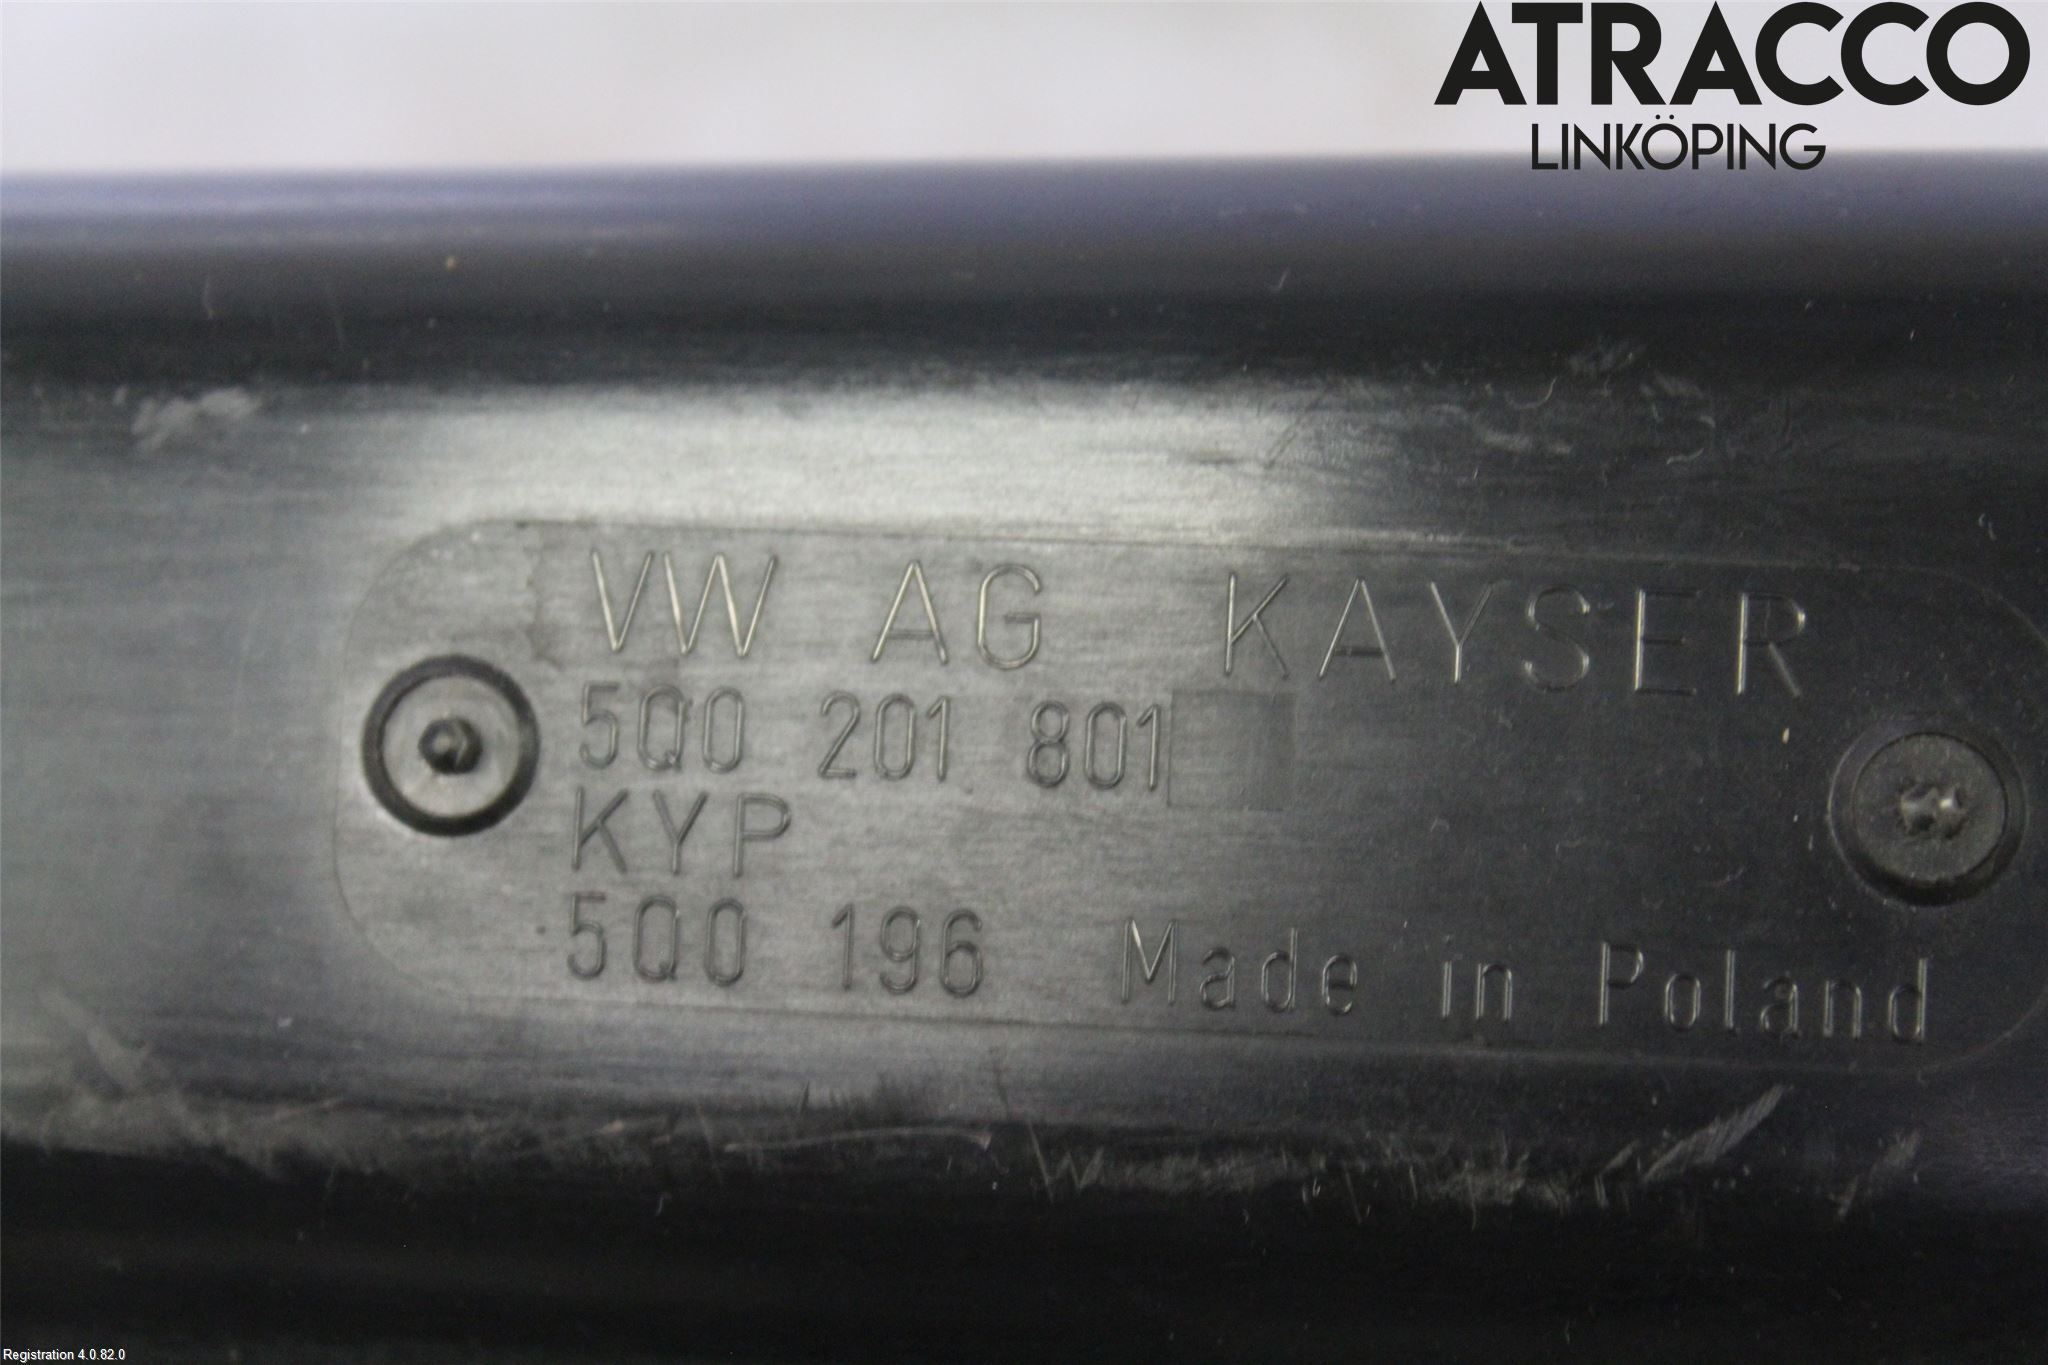 ATRACCO
LINKÖPING
VW AG KAYSER
5Q0 201 801
KYP
5Q0 196 Made in Poland
Registration 4.0.82.0